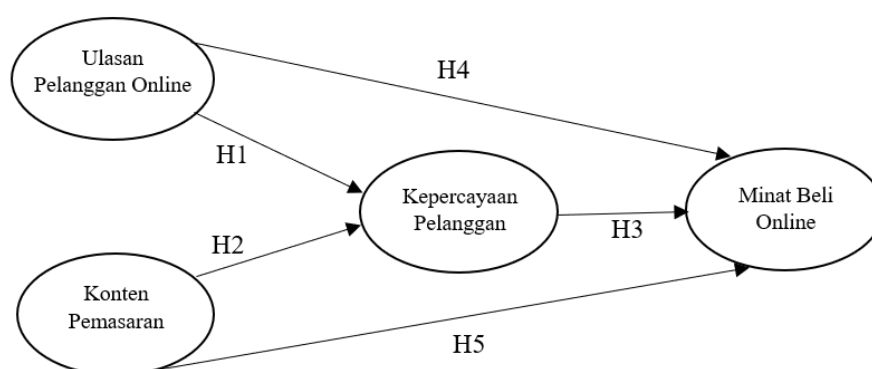 Ulasan
Pelanggan Online
H4
H1
Kepercayaan
Pelanggan
Minat Beli
Online
H2
H3
Konten
Pemasaran
H5